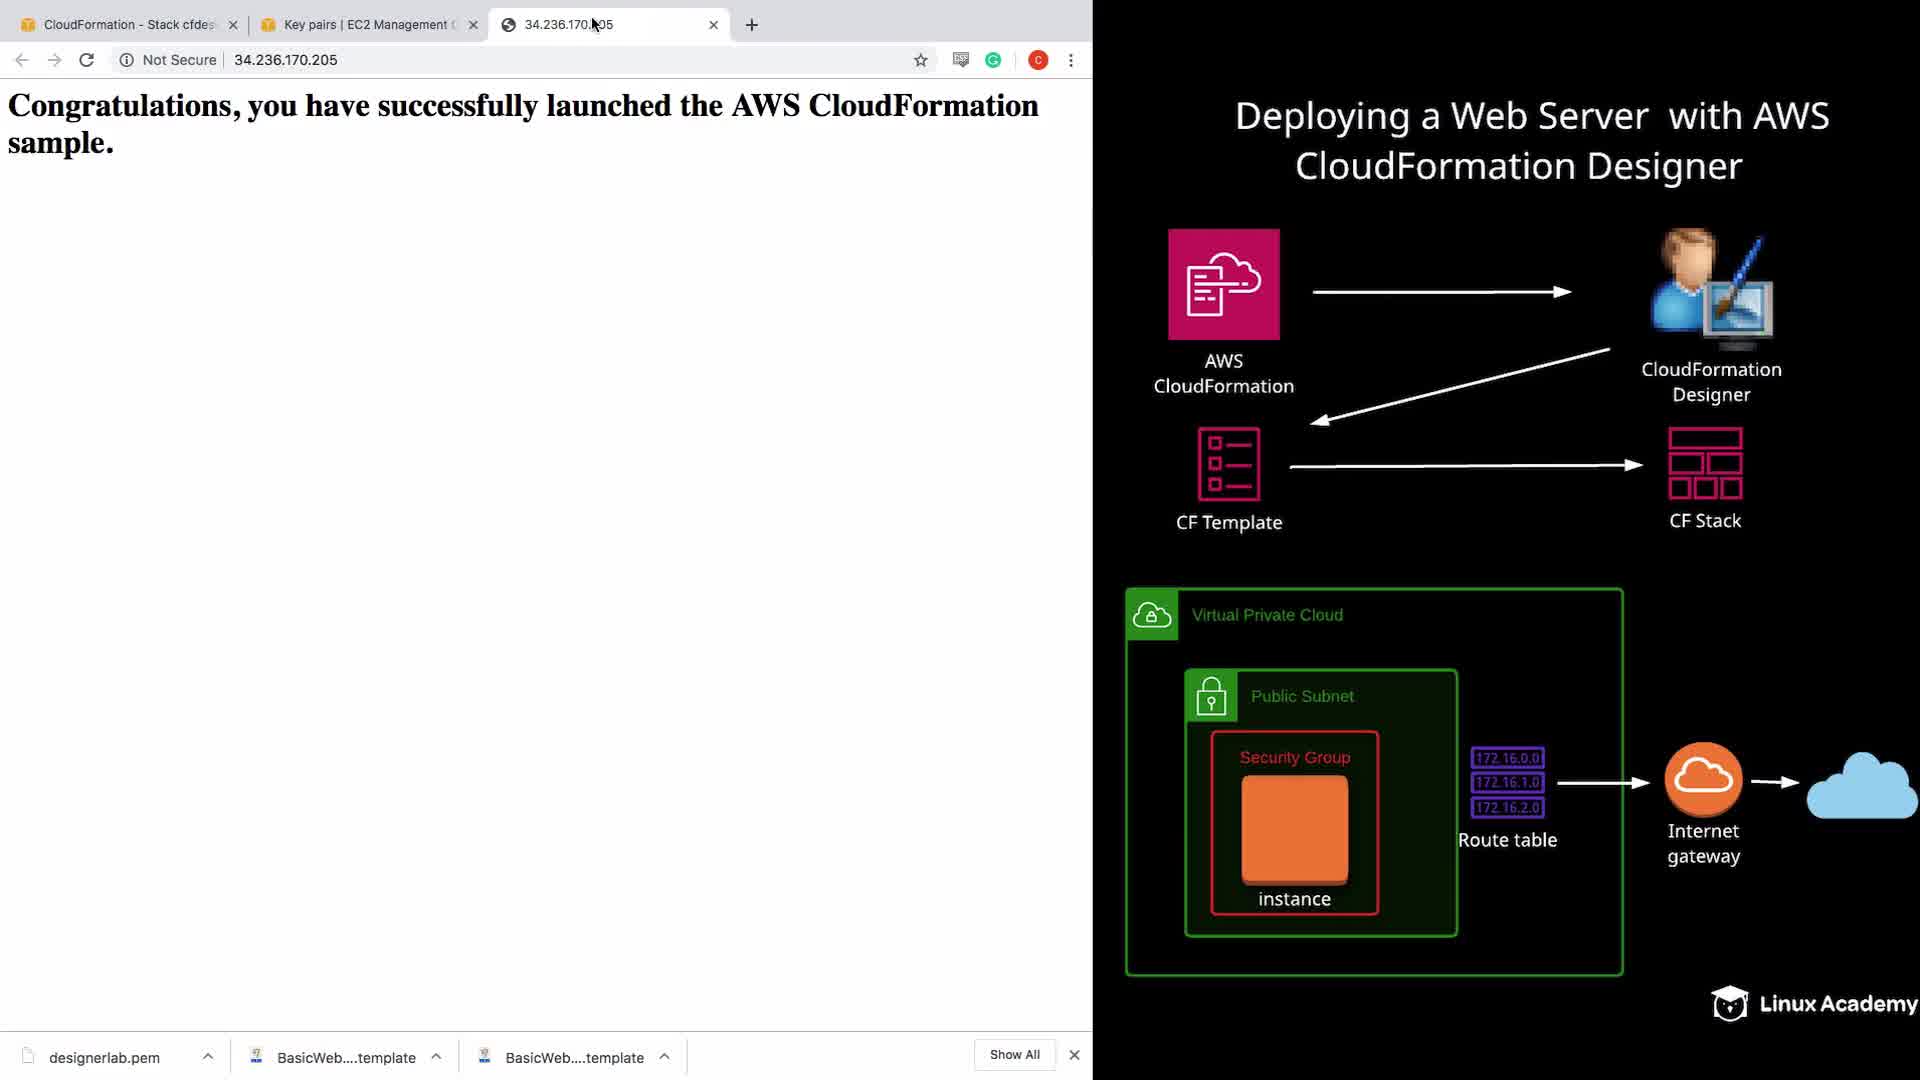 CloudFormation - Stack cfdes
Key pairs | EC2 Management
34.236.170.205
Not Secure
34.236.170.205
C
Congratulations, you have successfully launched the AWS CloudFormation
sample.
designerlab.pem
BasicWeb....template
BasicWeb....template
Show All
Deploying a Web Server with AWS
CloudFormation Designer
AWS
CloudFormation
CloudFormation
Designer
CF Template
CF Stack
Virtual Private Cloud
Public Subnet
Security Group
instance
172.16.0.0
172.16.1.0
172.16.2.0
Route table
Internet
gateway
Linux Academy